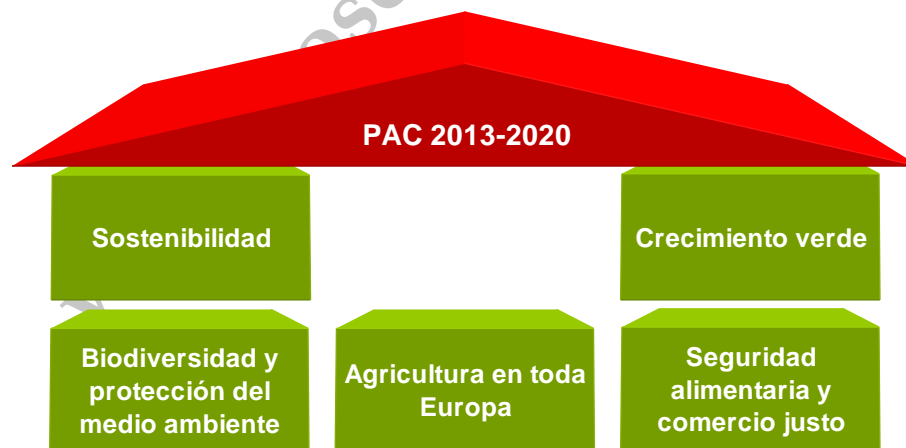 PAC 2013-2020
Sostenibilidad
Crecimiento verde
Biodiversidad y
protección del
medio ambiente
Agricultura en toda
Europa
Seguridad
alimentaria y
comercio justo